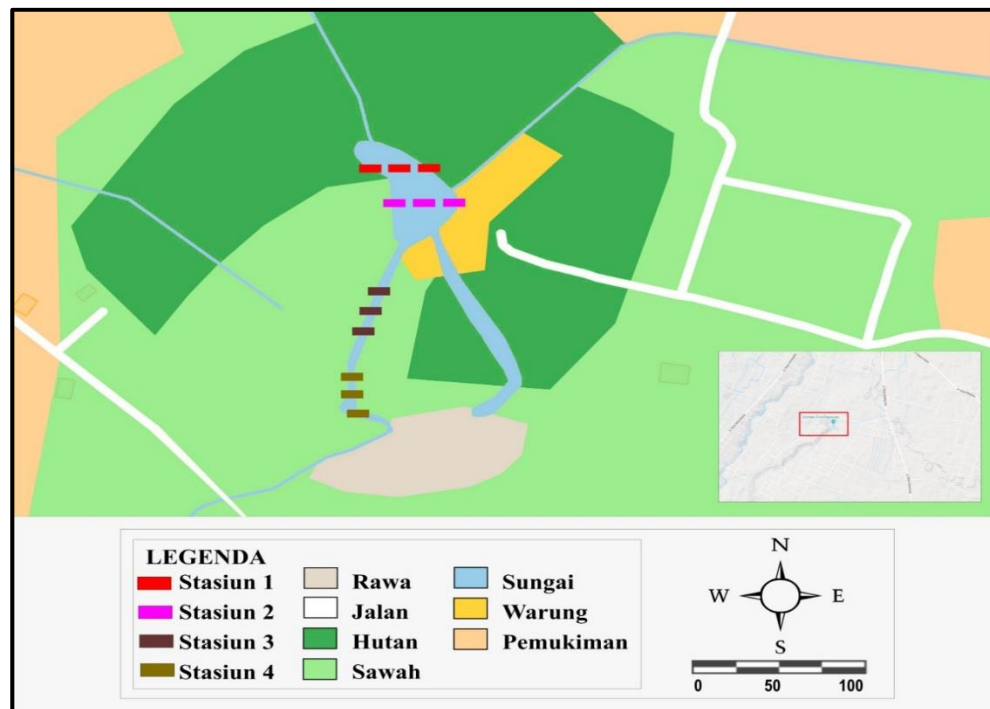 LEGENDA
Stasiun 1
Stasiun 2
Stasiun 3
Stasiun 4
Rawa
Jalan
Hutan
Sawah
Sungai
Warung
Pemukiman
N
W E
S
0 50 100